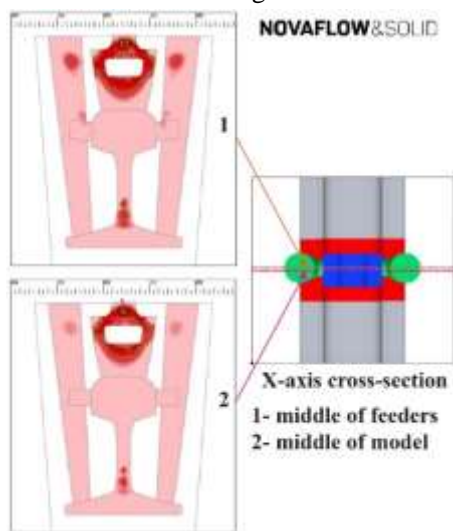 NOVAFLOW&SOLID
1
2
X-axis cross-section
1- middle of feeders
2- middle of model